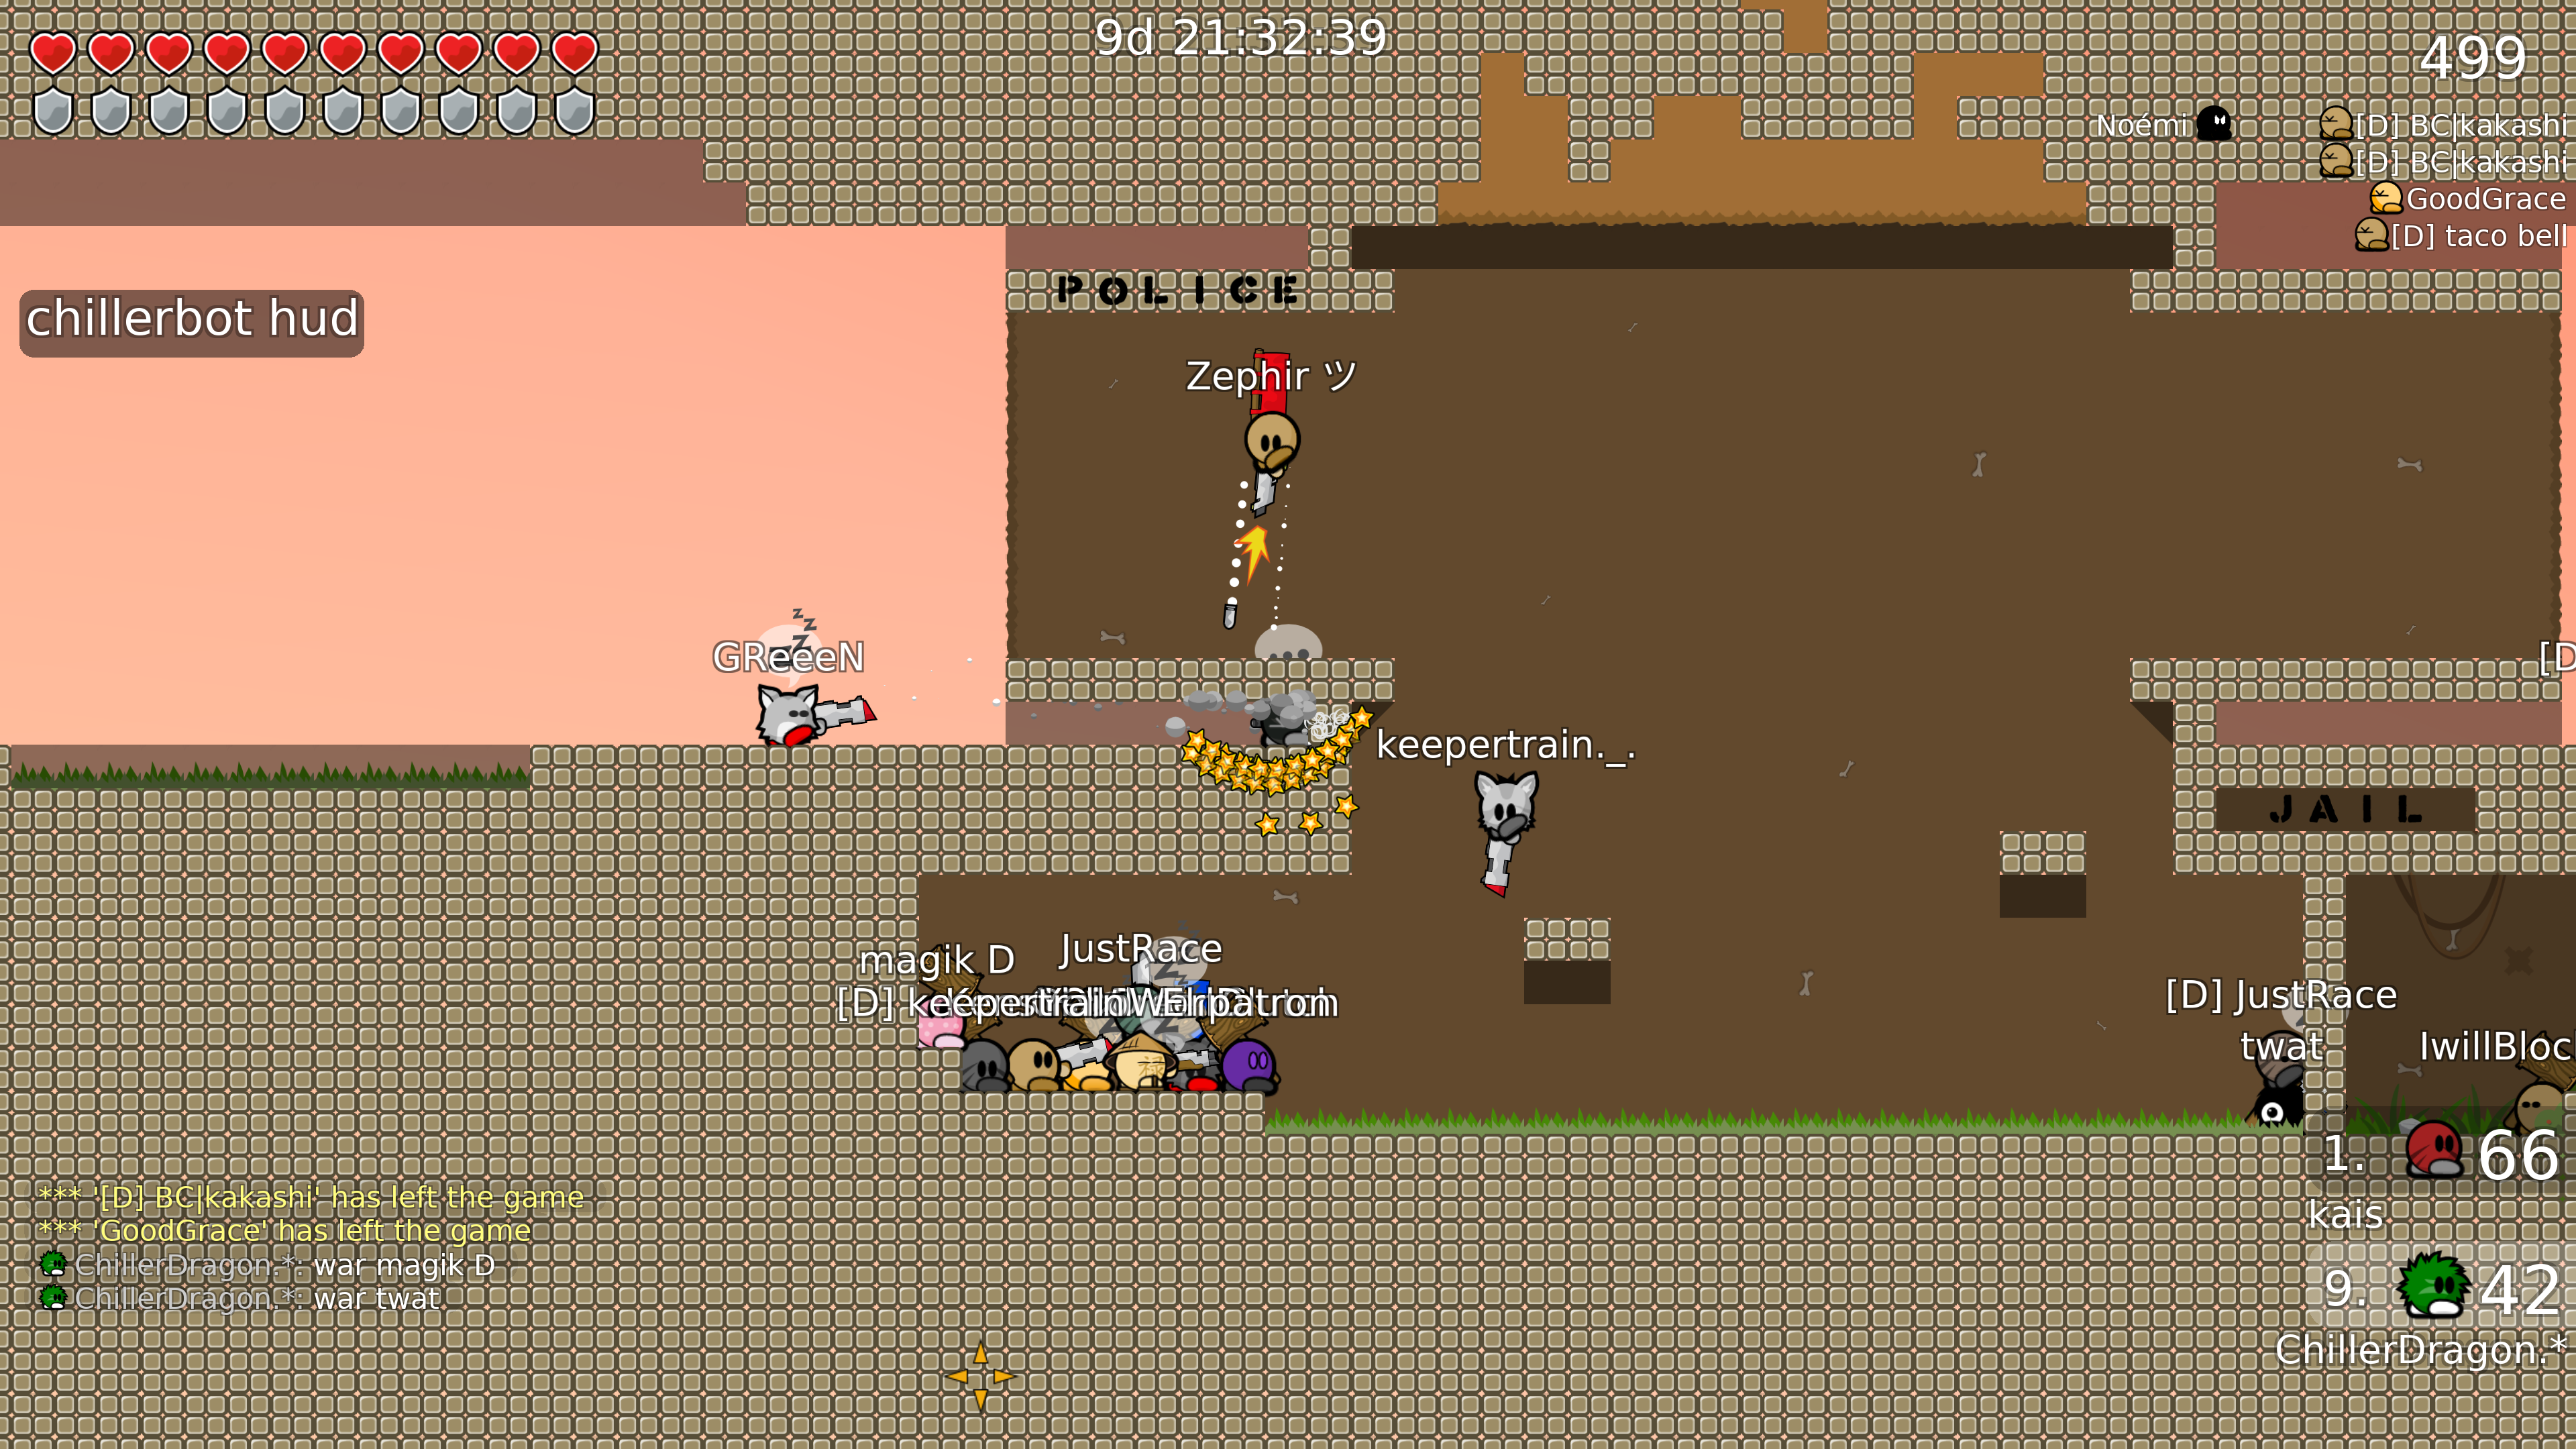 9d 21:32:39
499
Noémi [D] BC|kakashi
[D] BC|kakashi
GoodGrace
[D] taco bell
POLICE
chillerbot hud
Zephir ツ
GReeeN
keepertrain._.
JAIL
magik D
JustRace
[D]
[D] JustRace
twat
IwillBloc
1. 66
kais
9. 42
ChillerDragon.*
*** '[D] BC|kakashi' has left the game
*** 'GoodGrace' has left the game
ChillerDragon.*: war magik D
ChillerDragon.*: war twat